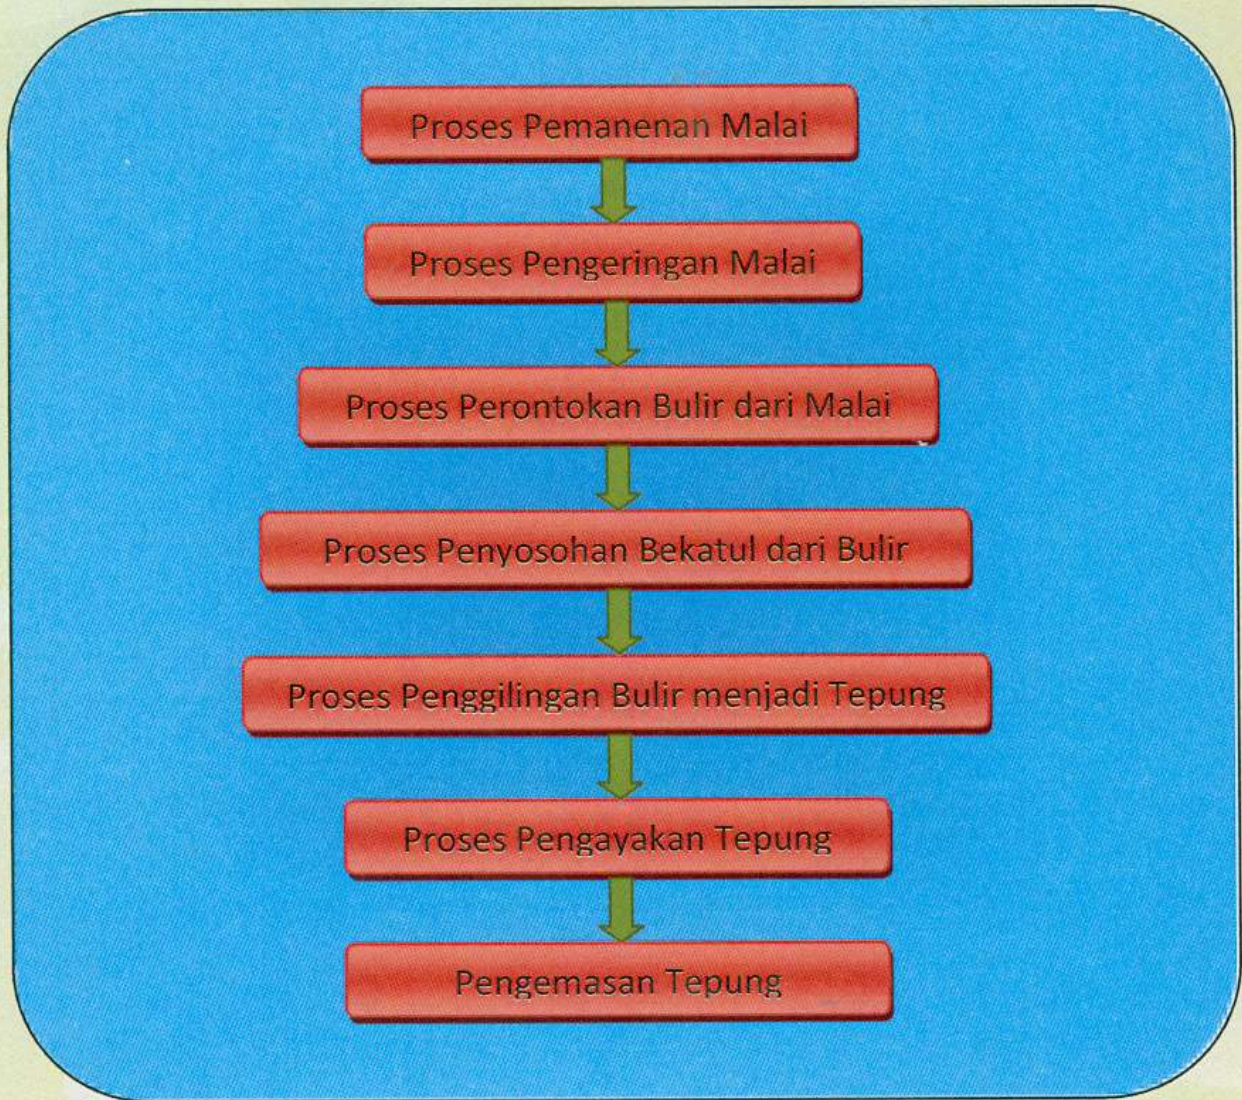 Proses Pemanenan Malai
Proses Pengeringan Malai
Proses Perontokan Bulir dari Malai
Proses Penyosohan Bekatul dari Bulir
Proses Penggilingan Bulir menjadi Tepung
Proses Pengayakan Tepung
Pengemasan Tepung